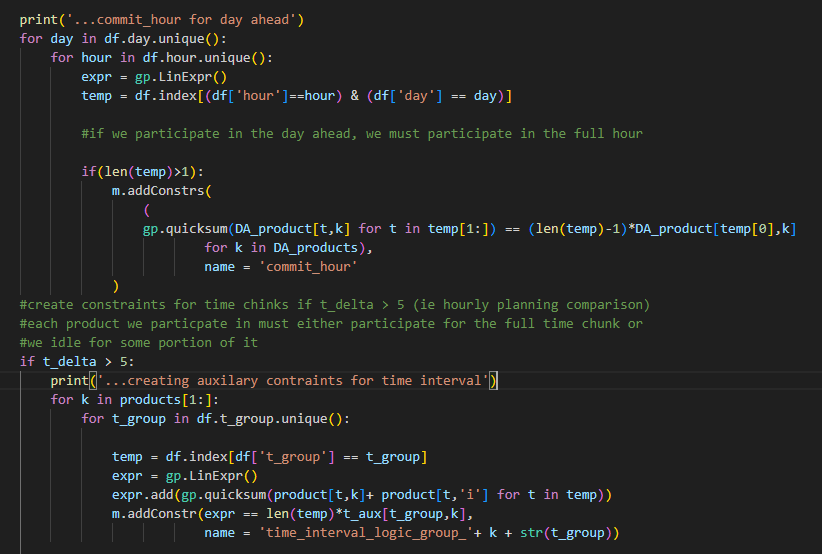 print('...commit_hour for day ahead')
for day in df.day.unique():
for hour in df.hour.unique():
expr = gp.LinExpr()
temp = df.index[(df['hour']==hour) & (df['day'] == day)]
#if we participate in the day ahead, we must participate in the full hour
if(len(temp)>1):
m.addConstrs(
(
gp.quicksum(DA_product[t,k] for t in temp[1:]) == (len(temp)-1)*DA_product[temp[0],k]
for k in DA_products),
name = 'commit_hour'
)
#create constraints for time chinks if t_delta > 5 (ie hourly planning comparison)
#each product we particpate in must either participate for the full time chunk or
#we idle for some portion of it
if t_delta > 5:
print('...creating auxilary contraints for time interval')
for k in products[1:]:
for t_group in df.t_group.unique():
temp = df.index[df['t_group'] == t_group]
expr = gp.LinExpr()
expr.add(gp.quicksum(product[t,k]+ product[t,'i'] for t in temp))
m.addConstr(expr == len(temp)*t_aux[t_group,k],
name = 'time_interval_logic_group_'+ k + str(t_group))